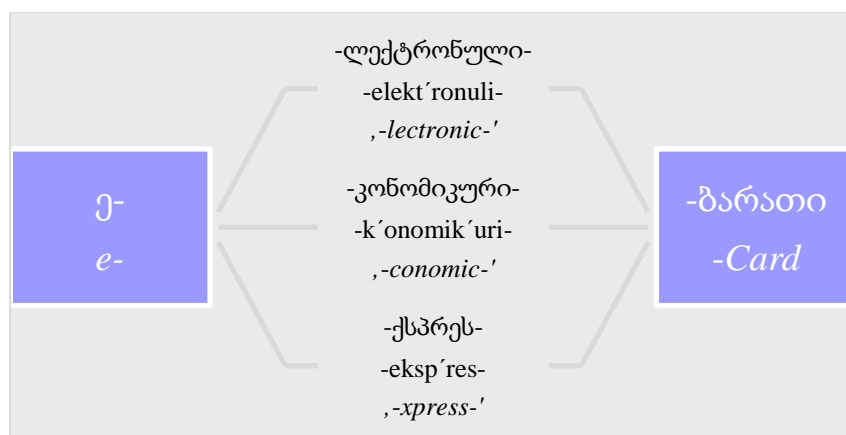 ე-
e-
-ლექტრონული-
-elekt´ronuli-
‚-lectronic-'
-კონომიკური-
-k´onomik´uri-
‚-conomic-'
-ქსპრეს-
-eksp´res-
‚-xpress-'
-ბარათი
-Card